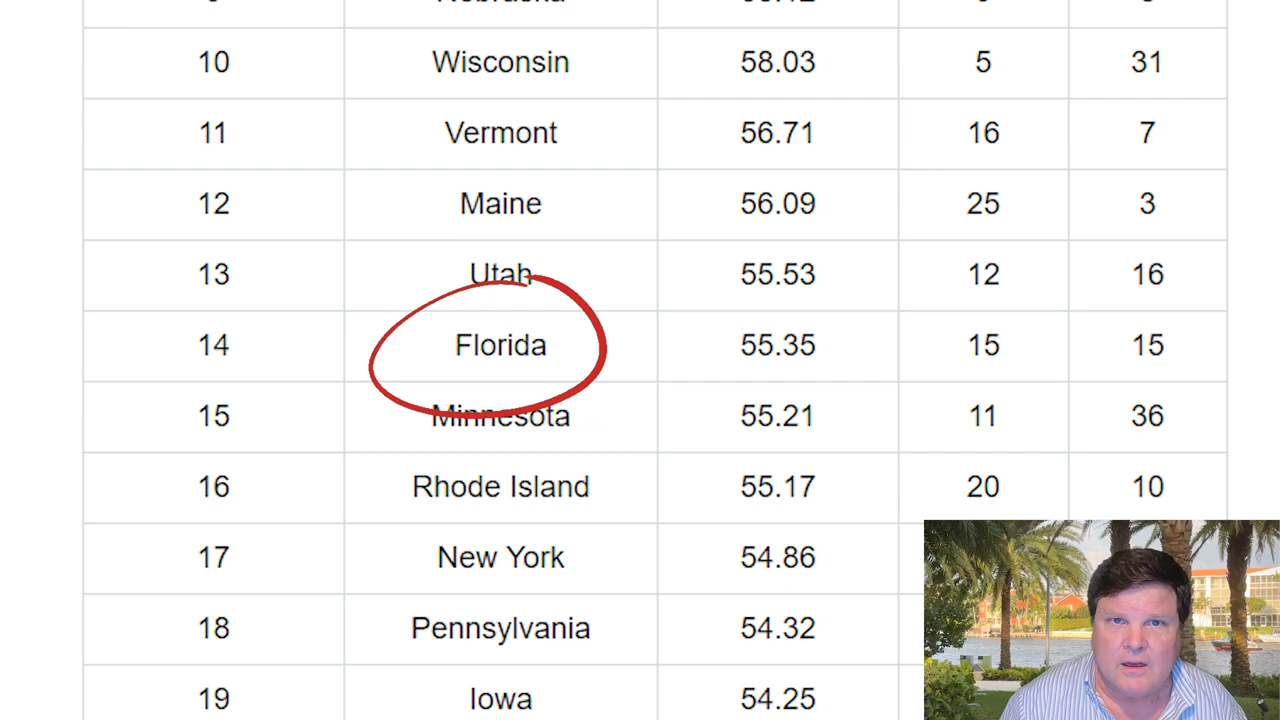 10 Wisconsin 58.03 5 31
11 Vermont 56.71 16 7
12 Maine 56.09 25 3
13 Utah 55.53 12 16
14 Florida 55.35 15 15
15 Minnesota 55.21 11 36
16 Rhode Island 55.17 20 10
17 New York 54.86
18 Pennsylvania 54.32
19 Iowa 54.25